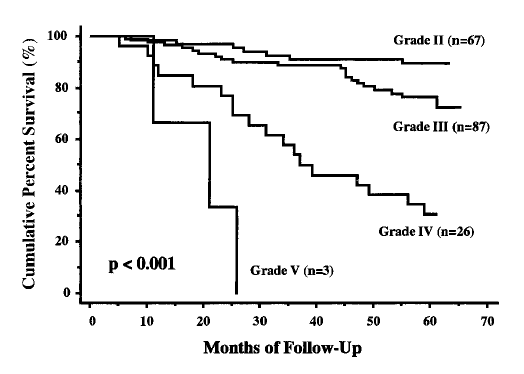 Cumulative Percent Survival (%)
100
80
60
40
20
0
Grade II (n=67)
Grade III (n=87)
Grade IV (n=26)
Grade V (n=3)
p < 0.001
0 10 20 30 40 50 60 70
Months of Follow-Up